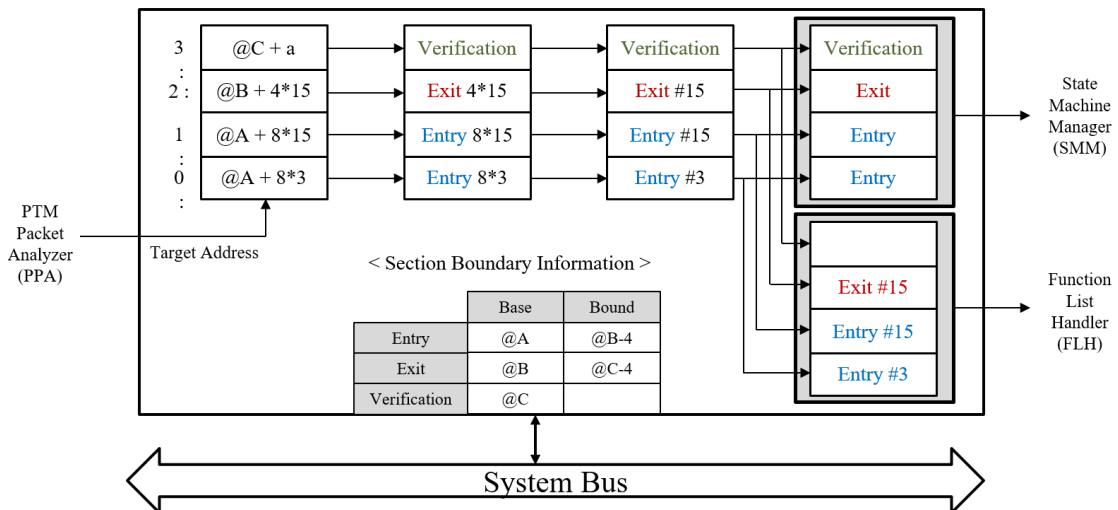 3
:
2 :
1
:
0
:
@C + a
@B + 4*15
@A + 8*15
@A + 8*3
Verification
Exit 4*15
Entry 8*15
Entry 8*3
Verification
Exit #15
Entry #15
Entry #3
Verification
Exit
Entry
Entry
State
Machine
Manager
(SMM)
PTM
Packet
Analyzer
(PPA)
Target Address
< Section Boundary Information >
Base Bound
Entry @A @B-4
Exit @B @C-4
Verification @C
Exit #15
Entry #15
Entry #3
Function
List
Handler
(FLH)
System Bus